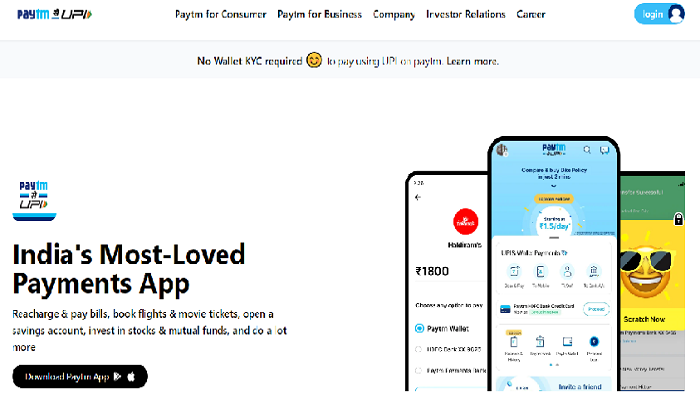 paytm से UPI
Paytm for Consumer Paytm for Business Company Investor Relations Career
login
No Wallet KYC required to pay using UPI on paytm. Learn more.
paytm
से
UPI
India's Most-Loved
Payments App
Reacharge & pay bills, book flights & movie tickets, open a
savings account, invest in stocks & mutual funds, and do a lot
more
Download Paytm App
Haldiram's
₹1800
Choose any option to pay
Paytm Wallet
HDFC Bank XX 9025
Paytm Payments Bank
paytm
Compare & buy Bike Policy
in just 2 mins
Starting at
₹1.5/day*
UPI & Wallet Payments
Paytm HDFC Bank Credit Card
Proceed
Invite a friend
Scratch Now